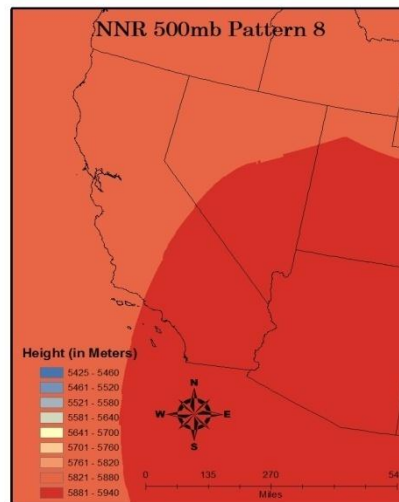 NNR 500mb Pattern 8
Height (in Meters)
5425 - 5460
5461 - 5520
5521 - 5580
5581 - 5640
5641 - 5700
5701 - 5760
5761 - 5820
5821 - 5880
5881 - 5940
N
W E
S
0 135 270
Miles